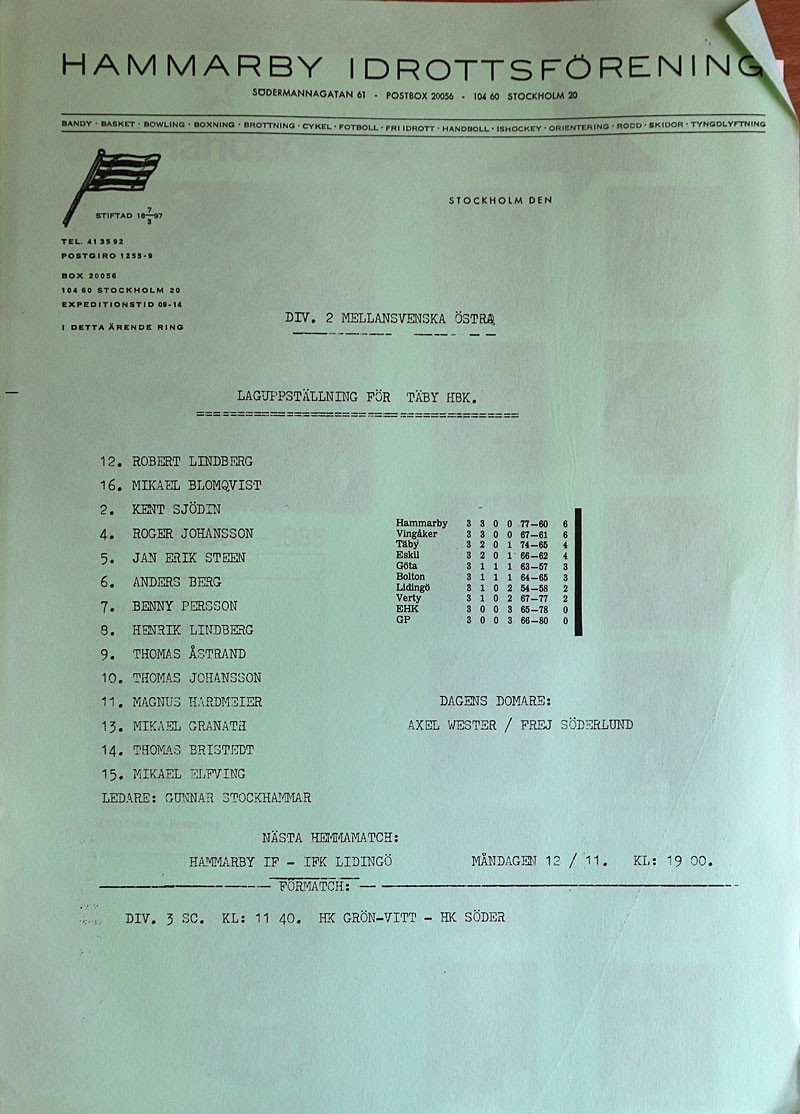 HAMMARBY IDROTTSFÖRENING
SÖDERMANNAGATAN 61 - POSTBOX 20056 - 104 60 STOCKHOLM 20
BANDY · BASKET · BOWLING · BOXNING · BROTTNING · CYKEL · FOTBOLL · FRI IDROTT · HANDBOLL · ISHOCKEY · ORIENTERING · RODD · SKIDOR · TYNGDLYFTNING
STIFTAD 18 7/3 97
STOCKHOLM DEN
TEL. 41 35 92
POSTGIRO 1255-9
BOX 20056
104 60 STOCKHOLM 20
EXPEDITIONSTID 09-14
I DETTA ÄRENDE RING
DIV. 2 MELLANSVENSKA ÖSTRA
LAGUPPSTÄLLNING FÖR TÄBY HBK.
12. ROBERT LINDBERG
16. MIKAEL BLOMQVIST
2. KENT SJÖDIN
4. ROGER JOHANSSON
5. JAN ERIK STEEN
6. ANDERS BERG
7. BENNY PERSSON
8. HENRIK LINDBERG
9. THOMAS ÅSTRAND
10. THOMAS JOHANSSON
11. MAGNUS HARDMEIER
13. MIKAEL GRANATH
14. THOMAS BRISTEDT
15. MIKAEL ELFVING
LEDARE: GUNNAR STOCKHAMMAR
Hammarby 3 3 0 0 77—60 6
Vingåker 3 3 0 0 67—61 6
Täby 3 2 0 1 74—65 4
Eskil 3 2 0 1 66—62 4
Göta 3 1 1 1 63—57 3
Bolton 3 1 1 1 64—65 3
Lidingö 3 1 0 2 54—58 2
Verty 3 1 0 2 67—77 2
EHK 3 0 0 3 65—78 0
GP 3 0 0 3 66—80 0
DAGENS DOMARE:
AXEL WESTER / FREJ SÖDERLUND
NÄSTA HEMMAMATCH:
HAMMARBY IF - IFK LIDINGÖ MÅNDAGEN 12 / 11. KL: 19 00.
FÖRMATCH:
DIV. 3 SC. KL: 11 40. HK GRÖN-VITT - HK SÖDER